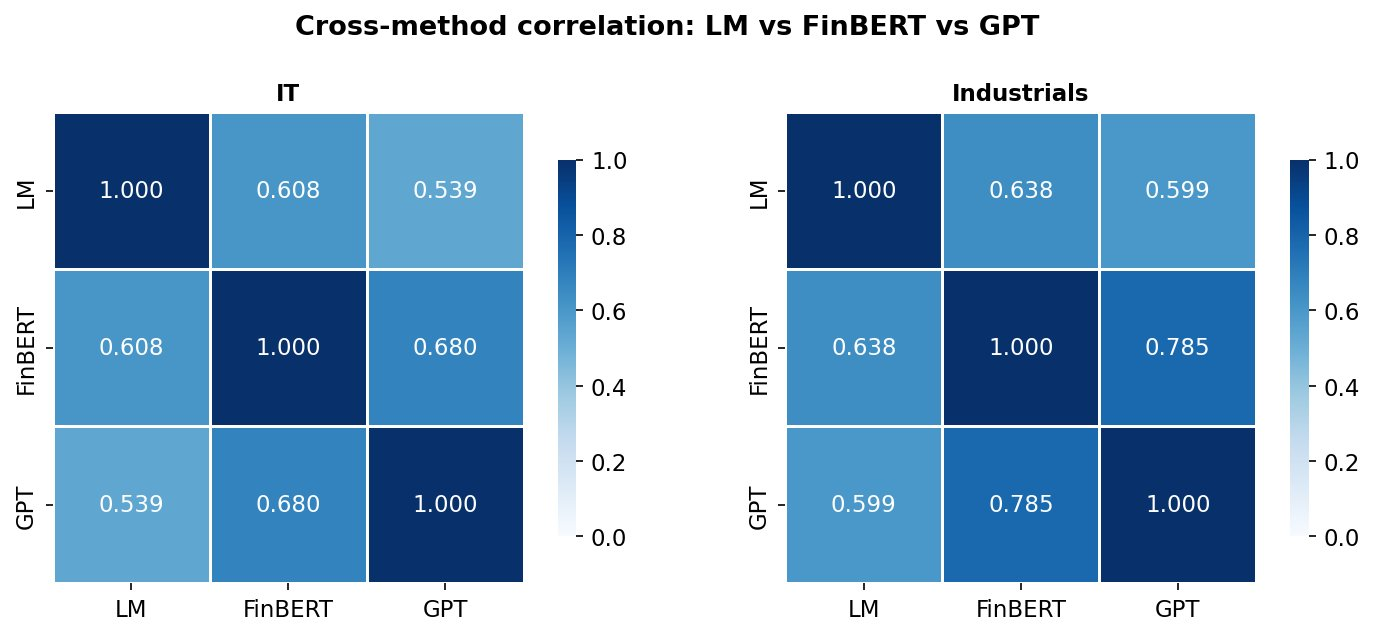 Cross-method correlation: LM vs FinBERT vs GPT
IT
LM
1.000 0.608 0.539
FinBERT
0.608 1.000 0.680
GPT
0.539 0.680 1.000
LM FinBERT GPT
1.0
0.8
0.6
0.4
0.2
0.0
Industrials
LM
1.000 0.638 0.599
FinBERT
0.638 1.000 0.785
GPT
0.599 0.785 1.000
LM FinBERT GPT
1.0
0.8
0.6
0.4
0.2
0.0